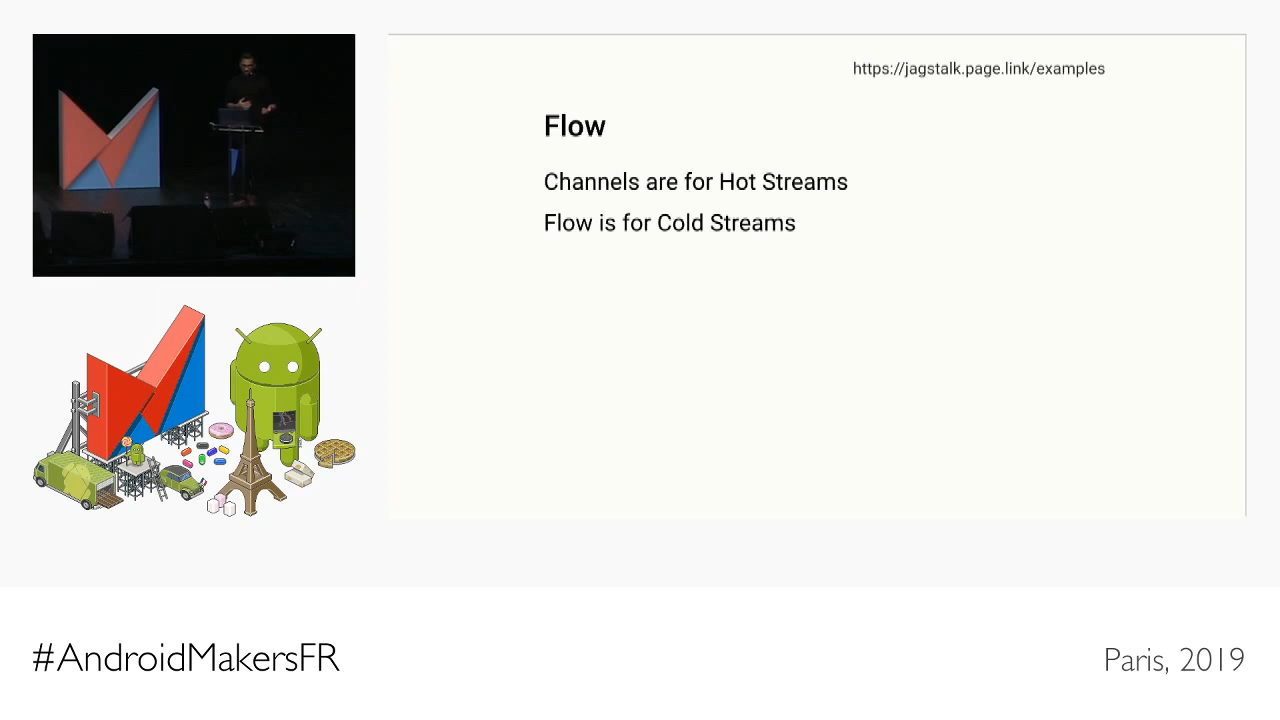 https://jagstalk.page.link/examples
Flow
Channels are for Hot Streams
Flow is for Cold Streams
#AndroidMakersFR
Paris, 2019